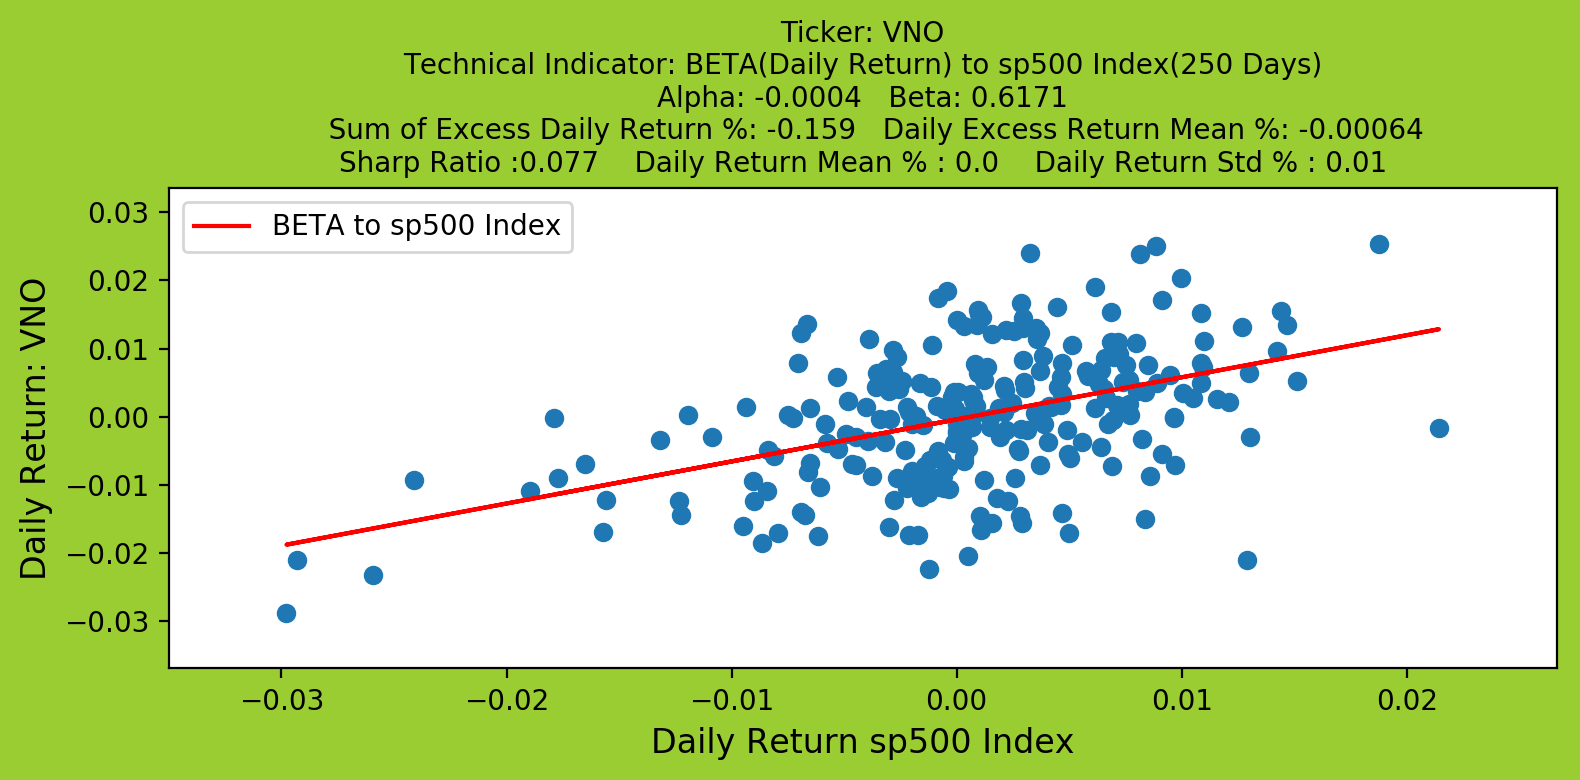 Ticker: VNO
Technical Indicator: BETA(Daily Return) to sp500 Index(250 Days)
Alpha: -0.0004   Beta: 0.6171
Sum of Excess Daily Return %: -0.159   Daily Excess Return Mean %: -0.00064
Sharp Ratio :0.077    Daily Return Mean % : 0.0    Daily Return Std % : 0.01
BETA to sp500 Index
Daily Return: VNO
0.03
0.02
0.01
0.00
−0.01
−0.02
−0.03
−0.03 −0.02 −0.01 0.00 0.01 0.02
Daily Return sp500 Index